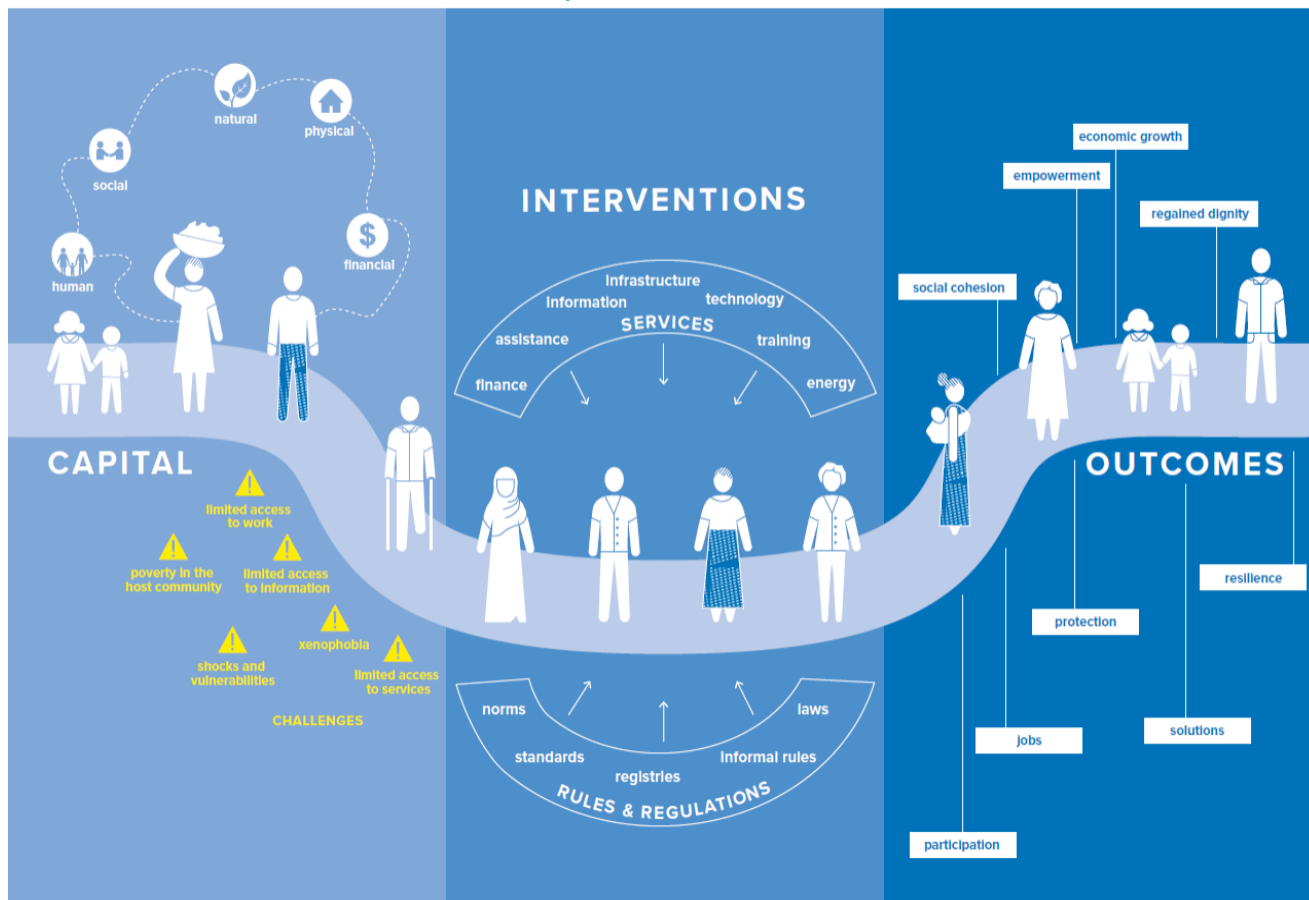 natural
physical
social
$
financial
human
CAPITAL
limited access
to work
poverty in the
host community
limited access
to information
xenophobia
shocks and
vulnerabilities
limited access
to services
CHALLENGES
INTERVENTIONS
infrastructure
information
technology
SERVICES
assistance
training
finance
energy
norms
laws
standards
informal rules
registries
RULES & REGULATIONS
economic growth
empowerment
regained dignity
social cohesion
OUTCOMES
resilience
protection
solutions
jobs
participation